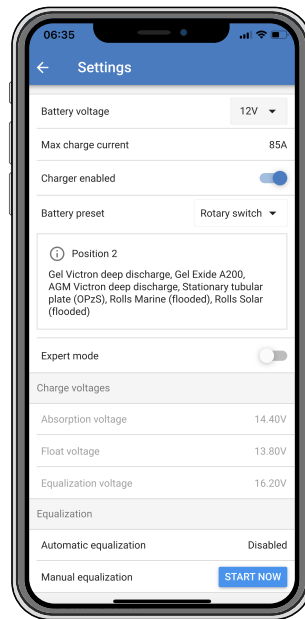 06:35
Settings
Battery voltage 12V
Max charge current 85A
Charger enabled
Battery preset Rotary switch
Position 2
Gel Victron deep discharge, Gel Exide A200,
AGM Victron deep discharge, Stationary tubular
plate (OPzS), Rolls Marine (flooded), Rolls Solar
(flooded)
Expert mode
Charge voltages
Absorption voltage 14.40V
Float voltage 13.80V
Equalization voltage 16.20V
Equalization
Automatic equalization Disabled
Manual equalization START NOW